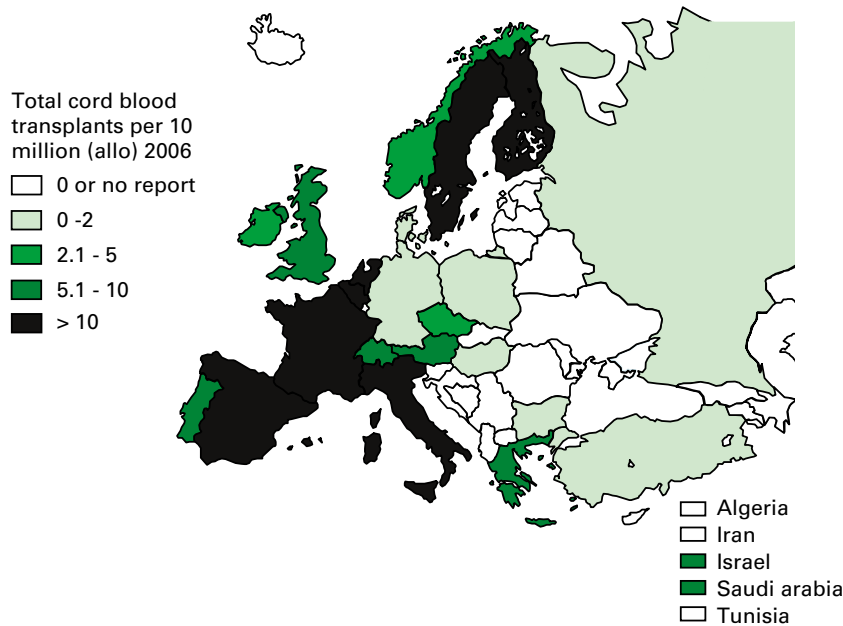 Total cord blood
transplants per 10
million (allo) 2006
0 or no report
0 -2
2.1 - 5
5.1 - 10
> 10
Algeria
Iran
Israel
Saudi arabia
Tunisia